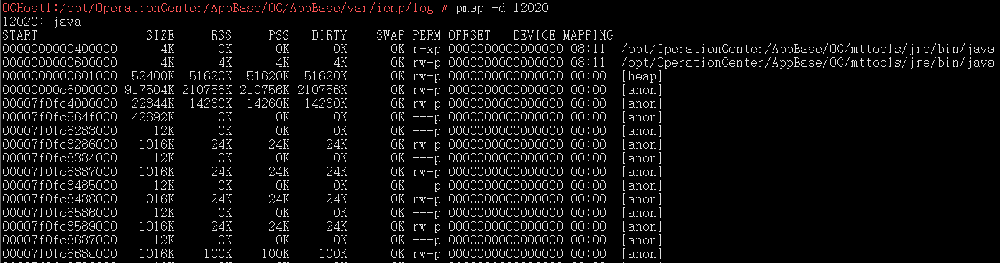 OCHost1:/opt/OperationCenter/AppBase/OC/AppBase/var/iemp/log # pmap -d 12020
12020: java
START SIZE RSS PSS DIRTY SWAP PERM OFFSET DEVICE MAPPING
0000000000400000 4K 0K 0K 0K 0K r-xp 0000000000000000 08:11 /opt/OperationCenter/AppBase/OC/mttools/jre/bin/java
0000000000600000 4K 4K 4K 4K 0K rw-p 0000000000000000 08:11 /opt/OperationCenter/AppBase/OC/mttools/jre/bin/java
0000000000601000 52400K 51620K 51620K 51620K 0K rw-p 0000000000000000 00:00 [heap]
00000000c8000000 917504K 210756K 210756K 210756K 0K rw-p 0000000000000000 00:00 [anon]
00007f0fc4000000 22844K 14260K 14260K 14260K 0K rw-p 0000000000000000 00:00 [anon]
00007f0fc564f000 42692K 0K 0K 0K 0K ---p 0000000000000000 00:00 [anon]
00007f0fc8283000 12K 0K 0K 0K 0K ---p 0000000000000000 00:00 [anon]
00007f0fc8286000 1016K 24K 24K 24K 0K rw-p 0000000000000000 00:00 [anon]
00007f0fc8384000 12K 0K 0K 0K 0K ---p 0000000000000000 00:00 [anon]
00007f0fc8387000 1016K 24K 24K 24K 0K rw-p 0000000000000000 00:00 [anon]
00007f0fc8485000 12K 0K 0K 0K 0K ---p 0000000000000000 00:00 [anon]
00007f0fc8488000 1016K 24K 24K 24K 0K rw-p 0000000000000000 00:00 [anon]
00007f0fc8586000 12K 0K 0K 0K 0K ---p 0000000000000000 00:00 [anon]
00007f0fc8589000 1016K 24K 24K 24K 0K rw-p 0000000000000000 00:00 [anon]
00007f0fc8687000 12K 0K 0K 0K 0K ---p 0000000000000000 00:00 [anon]
00007f0fc868a000 1016K 100K 100K 100K 0K rw-p 0000000000000000 00:00 [anon]